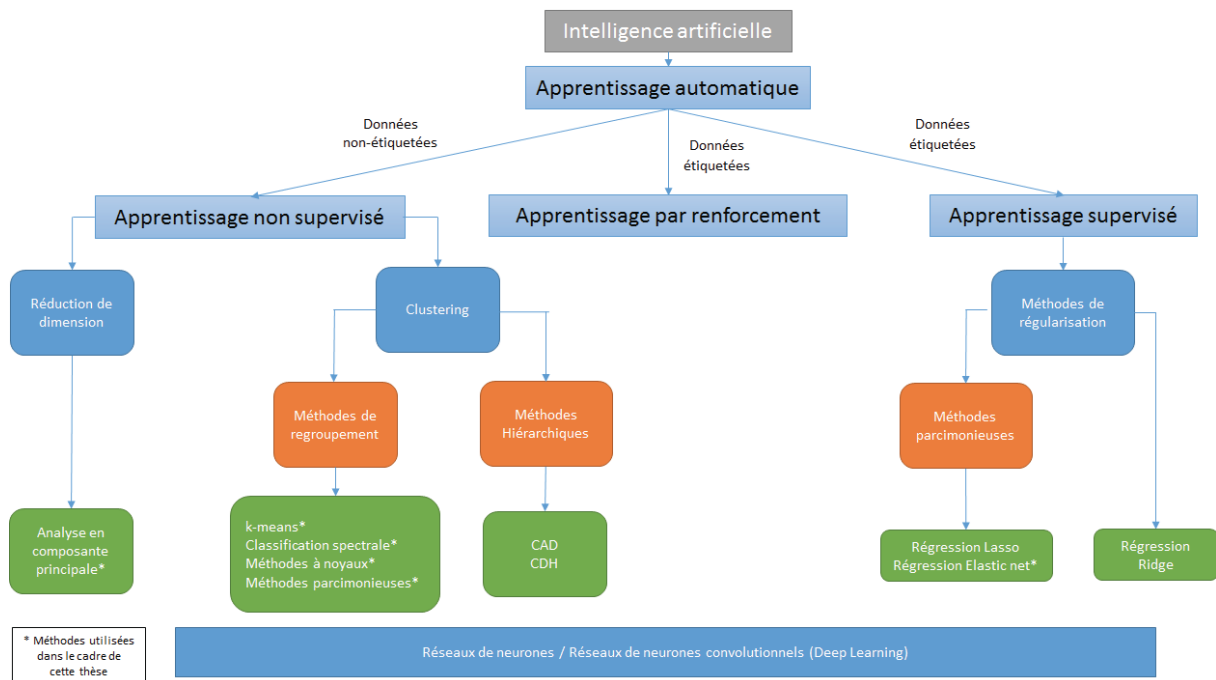 Intelligence artificielle
Apprentissage automatique
Données
non-étiquetées
Données
étiquetées
Données
étiquetées
Apprentissage non supervisé
Apprentissage par renforcement
Apprentissage supervisé
Réduction de
dimension
Clustering
Méthodes de
régularisation
Méthodes de
regroupement
Méthodes
Hiérarchiques
Méthodes
parcimonieuses
Analyse en
composante
principale*
k-means*
Classification spectrale*
Méthodes à noyaux*
Méthodes parcimonieuses*
CAD
CDH
Régression Lasso
Régression Elastic net*
Régression
Ridge
* Méthodes utilisées
dans le cadre de
cette thèse
Réseaux de neurones / Réseaux de neurones convolutionnels (Deep Learning)